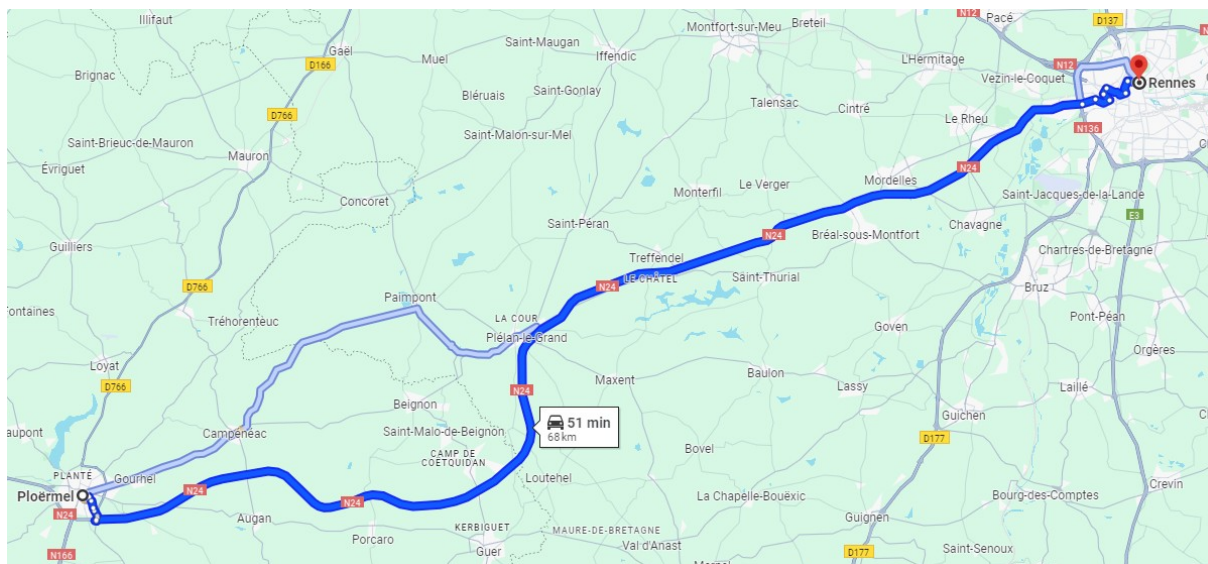 Illifaut
Gaël
D166
Muel
Saint-Maugan
Iffendic
Montfort-sur-Meu
Breteil
N12
Pacé
D137
Brignac
Bléruais
Saint-Gonlay
Talensac
L'Hermitage
N12
Vezin-le-Coquet
Rennes
D766
Cintré
Le Rheu
N136
Saint-Brieuc-de-Mauron
Saint-Malon-sur-Mel
Évriguet
Mauron
N24
Concoret
Monterfil
Le Verger
Mordelles
Saint-Jacques-de-la-Lande
E3
Guilliers
Saint-Péran
N24
Bréal-sous-Montfort
Chavagne
Chartres-de-Bretagne
D766
Treffendel
LE CHÂTEL
Saint-Thurial
N24
Bruz
Paimpont
LA COUR
Pont-Péan
ontaines
Tréhorenteuc
Plélan-le-Grand
Goven
Orgères
Loyat
D766
N24
Maxent
Baulon
Lassy
Laillé
Beignon
51 min
68 km
Guichen
aupont
Campénéac
Saint-Malo-de-Beignon
D177
CAMP DE
COËTQUIDAN
Bovel
PLANTÉ
Gourhel
Loutehel
Crevin
Ploërmel
N24
N24
La Chapelle-Bouëxic
Bourg-des-Comptes
N24
Augan
KERBIGUET
MAURE-DE-BRETAGNE
Guignen
N166
Porcaro
Guer
Val d'Anast
D177
Saint-Senoux